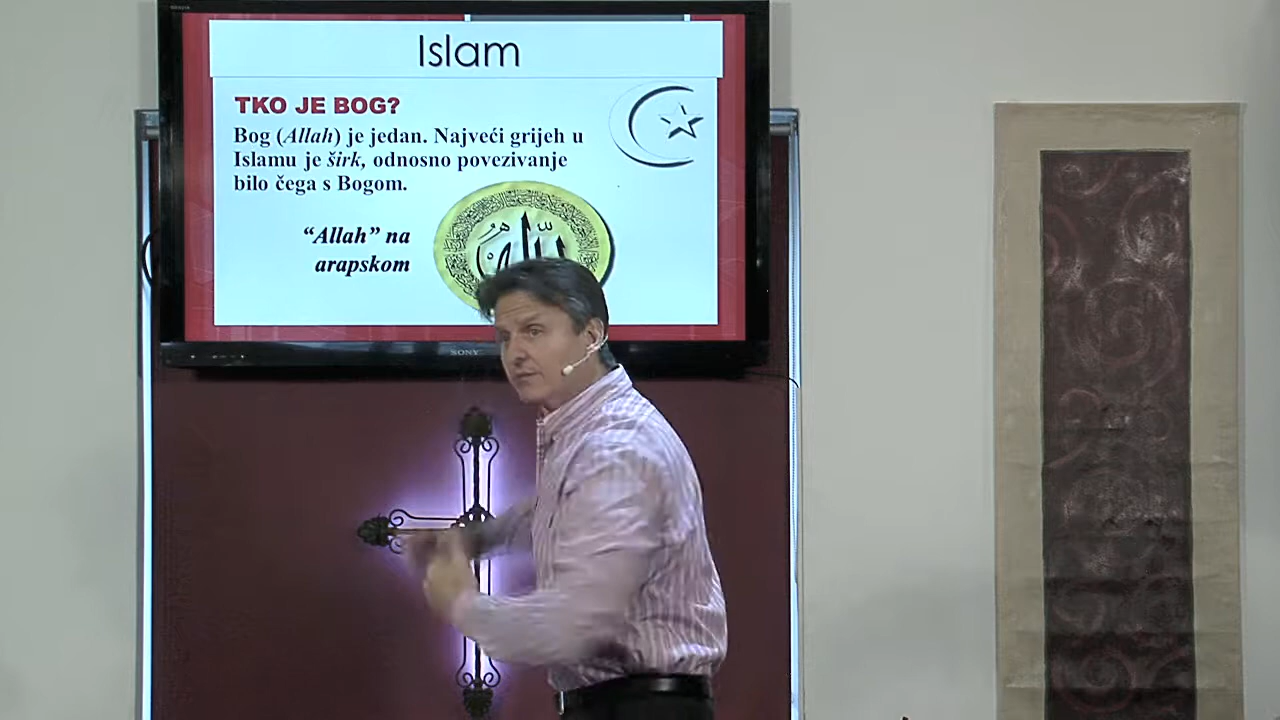 Islam
TKO JE BOG?
Bog (Allah) je jedan. Najveći grijeh u
Islamu je širk, odnosno povezivanje
bilo čega s Bogom.
“Allah” na
arapskom
SONY